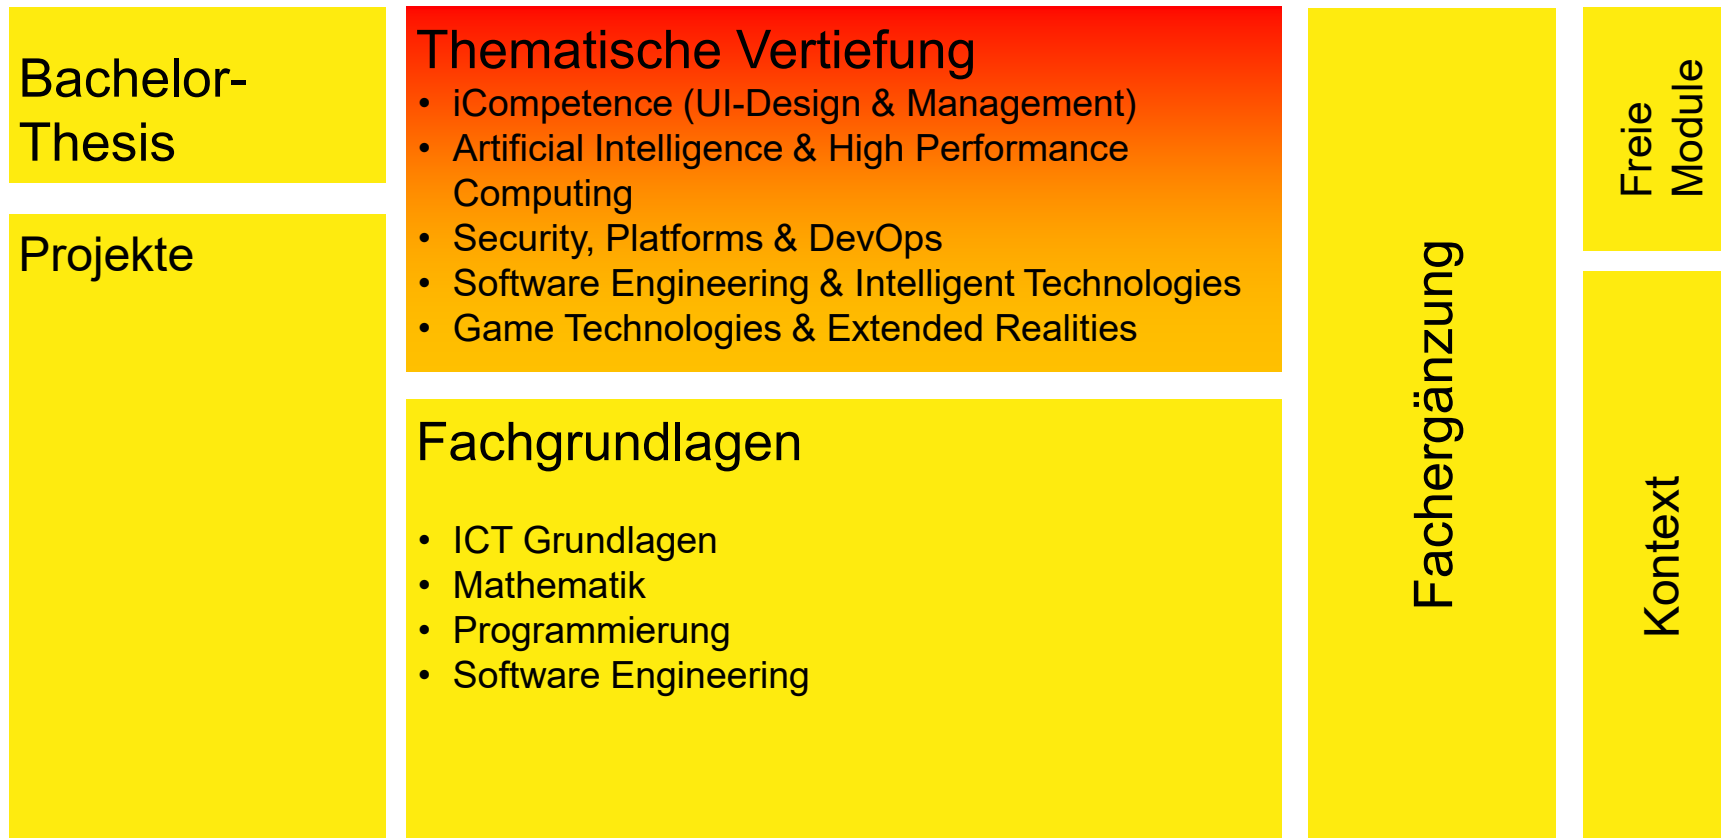 Bachelor-
Thesis
Projekte
Thematische Vertiefung
• iCompetence (UI-Design & Management)
• Artificial Intelligence & High Performance
Computing
• Security, Platforms & DevOps
• Software Engineering & Intelligent Technologies
• Game Technologies & Extended Realities
Fachgrundlagen
• ICT Grundlagen
• Mathematik
• Programmierung
• Software Engineering
Fachergänzung
Freie
Module
Kontext